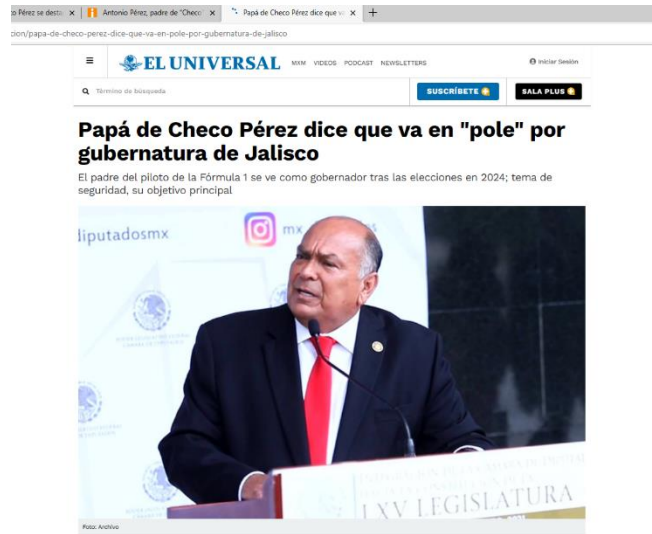 o Pérez se desta
Antonio Pérez, padre de "Checo"
Papá de Checo Pérez dice que v
cion/papa-de-checo-perez-dice-que-va-en-pole-por-gubernatura-de-jalisco
EL UNIVERSAL MXM VIDEOS PODCAST NEWSLETTERS Iniciar Sesión
Término de búsqueda SUSCRÍBETE SALA PLUS
Papá de Checo Pérez dice que va en "pole" por
gubernatura de Jalisco
El padre del piloto de la Fórmula 1 se ve como gobernador tras las elecciones en 2024; tema de
seguridad, su objetivo principal
diputadosmx
mx
LXV LEGISLATURA
Foto: Archivo